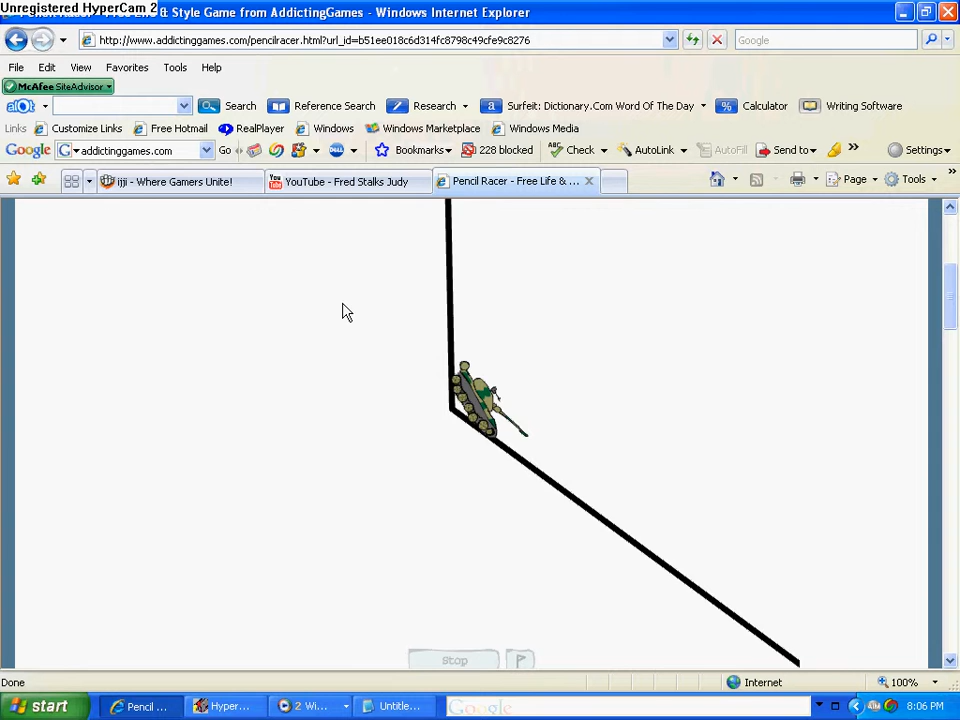 Unregistered HyperCam 2
t Style Game from AddictingGames - Windows Internet Explorer
http://www.addictinggames.com/pencilracer.html?url_id=b51ee018c6d314fc8798c49cfe9c8276
Google
File Edit View Favorites Tools Help
McAfee SiteAdvisor
Search Reference Search Research Surfeit: Dictionary.Com Word Of The Day Calculator Writing Software
Links Customize Links Free Hotmail RealPlayer Windows Windows Marketplace Windows Media
Google addictinggames.com Go Bookmarks 228 blocked Check AutoLink AutoFill Send to Settings
ijji - Where Gamers Unite! YouTube - Fred Stalks Judy Pencil Racer - Free Life & ... Page Tools
Stop
Done Internet 100%
start Pencil ... Hyper... 2 Wi... Untitle... Google 8:06 PM